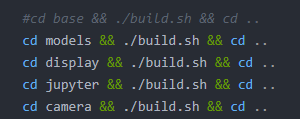 #cd base && ./build.sh && cd ..
cd models && ./build.sh && cd ..
cd display && ./build.sh && cd ..
cd jupyter && ./build.sh && cd ..
cd camera && ./build.sh && cd ..